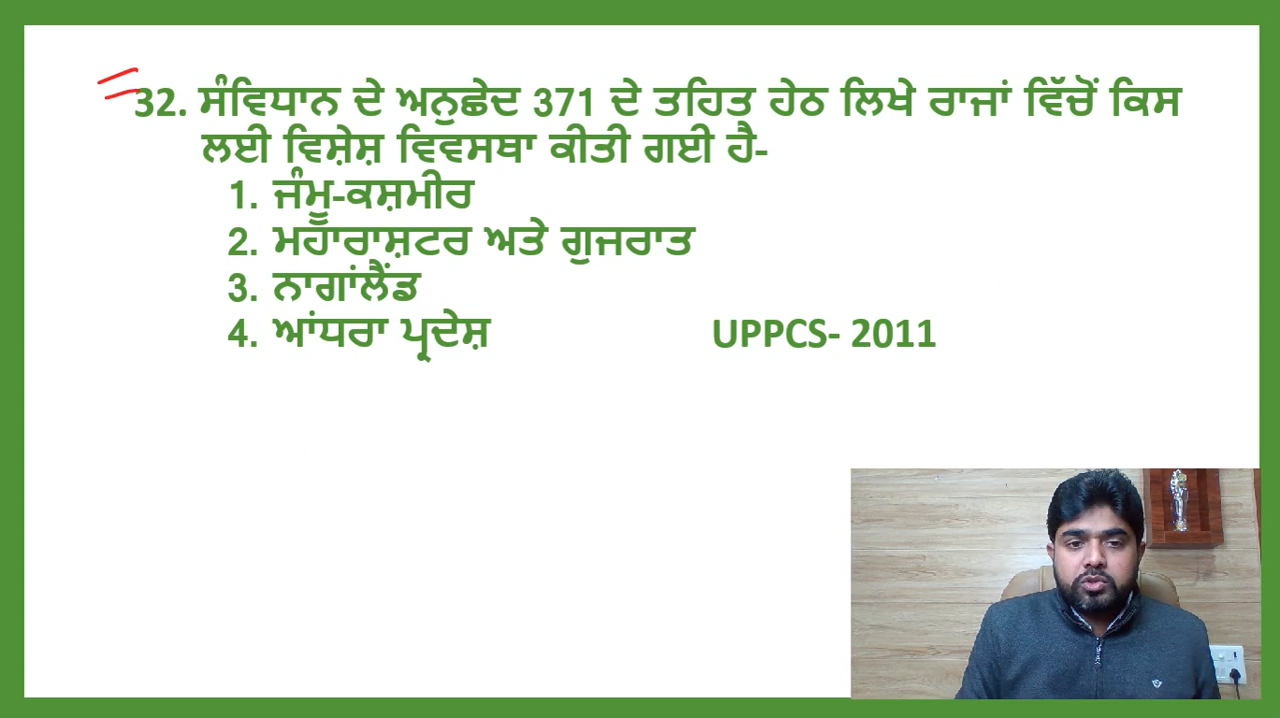 32. ਸੰਵਿਧਾਨ ਦੇ ਅਨੁਛੇਦ 371 ਦੇ ਤਹਿਤ ਹੇਠ ਲਿਖੇ ਰਾਜਾਂ ਵਿੱਚੋਂ ਕਿਸ
ਲਈ ਵਿਸ਼ੇਸ਼ ਵਿਵਸਥਾ ਕੀਤੀ ਗਈ ਹੈ-
1. ਜੰਮੂ-ਕਸ਼ਮੀਰ
2. ਮਹਾਰਾਸ਼ਟਰ ਅਤੇ ਗੁਜਰਾਤ
3. ਨਾਗਾਂਲੈਂਡ
4. ਆਂਧਰਾ ਪ੍ਰਦੇਸ਼ UPPCS- 2011